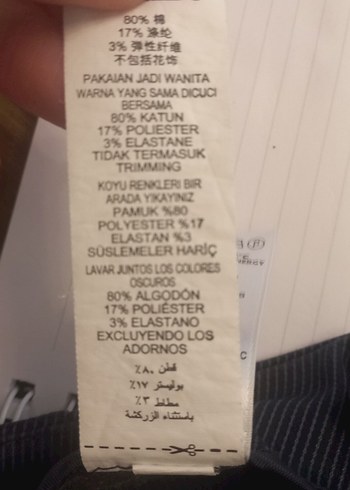 80% 棉
17% 涤纶
3% 弹性纤维
不包括花饰
PAKAIAN JADI WANITA
WARNA YANG SAMA DICUCI
BERSAMA
80% KATUN
17% POLIESTER
3% ELASTANE
TIDAK TERMASUK
TRIMMING
KOYU RENKLERI BIR
ARADA YIKAYINIZ
PAMUK %80
POLYESTER %17
ELASTAN %3
SÜSLEMELER HARİÇ
LAVAR JUNTOS LOS COLORES
OSCUROS
80% ALGODÓN
17% POLIÉSTER
3% ELASTANO
EXCLUYENDO LOS
ADORNOS
قطن ٨٠٪
بوليستر ١٧٪
مطاط ٣٪
باستثناء الزركشة